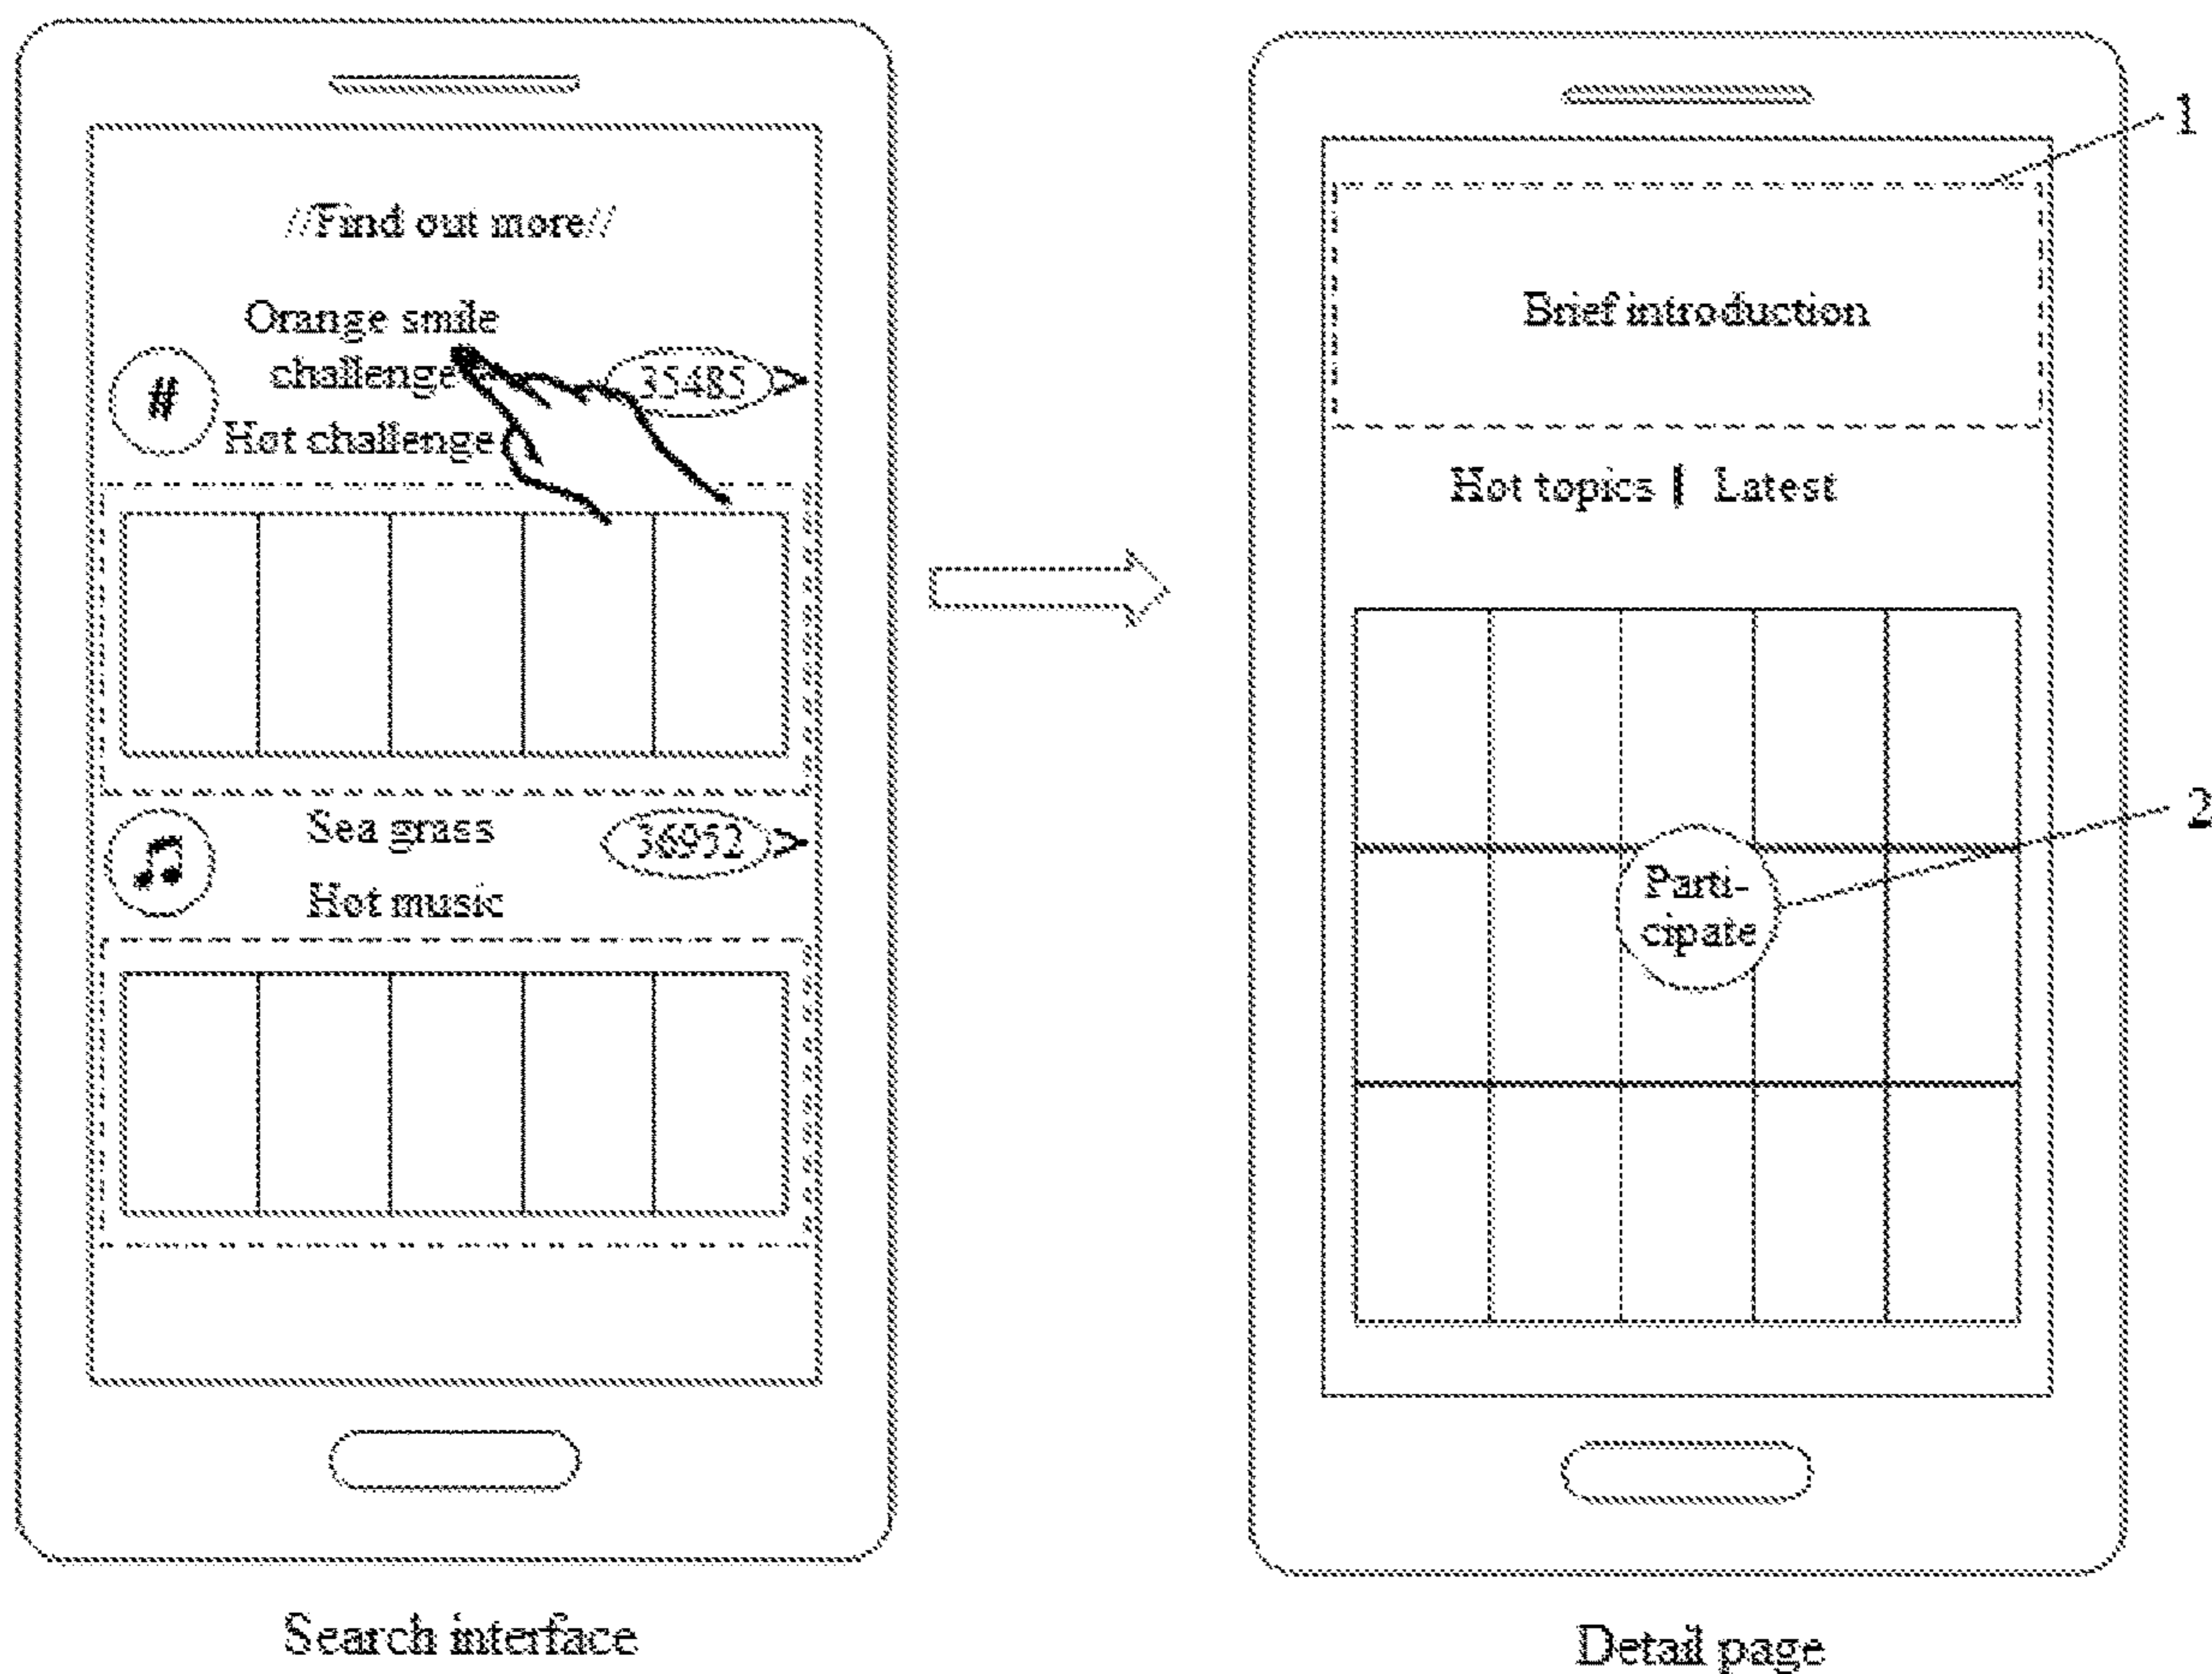 //Find out more//
Orange smile
challenge
#
35485
Hot challenge
Sea grass
36952
Hot music
Search interface
1
Brief introduction
Hot topics | Latest
2
Parti-
cipate
Detail page